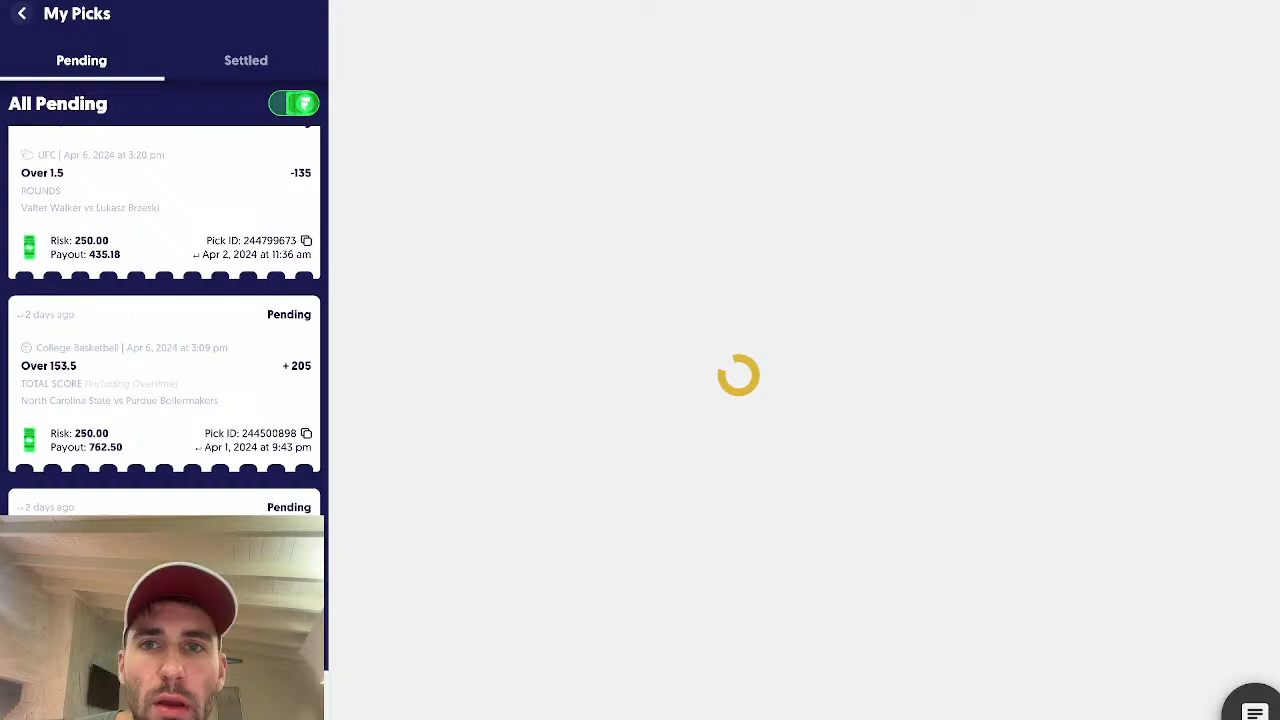 My Picks
Pending
Settled
All Pending
UFC | Apr 6, 2024 at 3:20 pm
Over 1.5
-135
ROUNDS
Valter Walker vs Lukasz Brzeski
Risk: 250.00
Pick ID: 244799673
Payout: 435.18
Apr 2, 2024 at 11:36 am
2 days ago
Pending
College Basketball | Apr 6, 2024 at 3:09 pm
Over 153.5
+205
TOTAL SCORE (Including Overtime)
North Carolina State vs Purdue Boilermakers
Risk: 250.00
Pick ID: 244500898
Payout: 762.50
Apr 1, 2024 at 9:43 pm
2 days ago
Pending